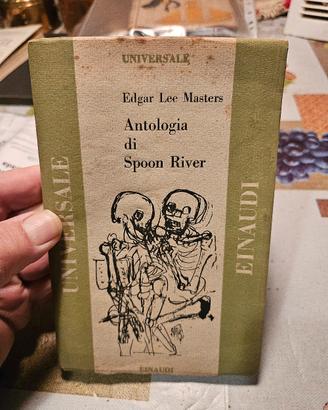 UNIVERSALE
Edgar Lee Masters
Antologia
di
Spoon River
UNIVERSALE
EINAUDI
EINAUDI